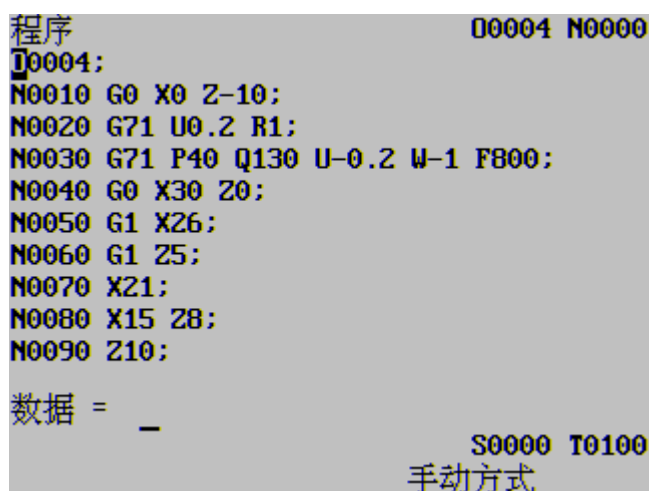 程序 O0004 N0000
O0004;
N0010 G0 X0 Z-10;
N0020 G71 U0.2 R1;
N0030 G71 P40 Q130 U-0.2 W-1 F800;
N0040 G0 X30 Z0;
N0050 G1 X26;
N0060 G1 Z5;
N0070 X21;
N0080 X15 Z8;
N0090 Z10;
数据 = _
S0000 T0100
手动方式